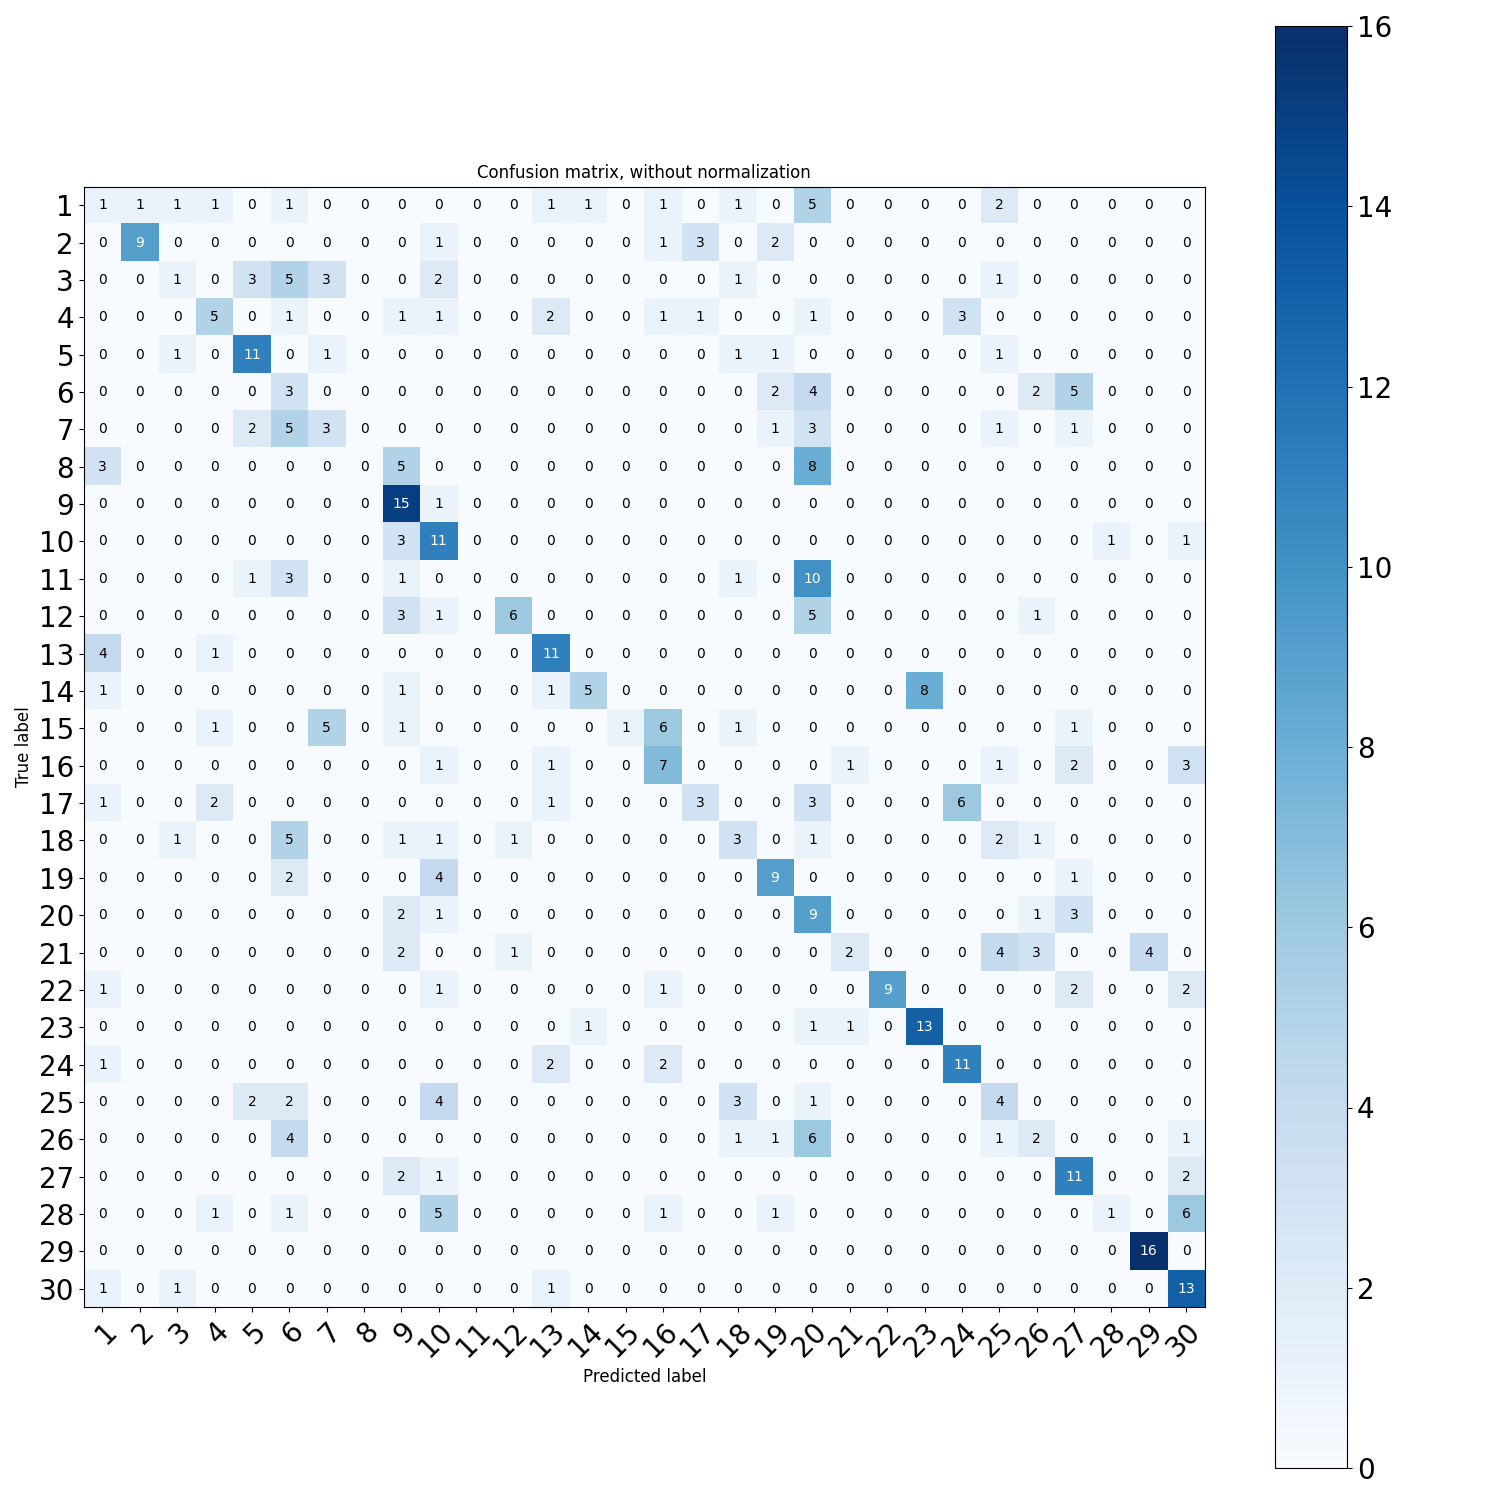 Confusion matrix, without normalization
True label
1 1 1 1 1 0 1 0 0 0 0 0 0 1 1 0 1 0 1 0 5 0 0 0 0 2 0 0 0 0 0
2 0 9 0 0 0 0 0 0 0 1 0 0 0 0 0 1 3 0 2 0 0 0 0 0 0 0 0 0 0 0
3 0 0 1 0 3 5 3 0 0 2 0 0 0 0 0 0 0 1 0 0 0 0 0 0 1 0 0 0 0 0
4 0 0 0 5 0 1 0 0 1 1 0 0 2 0 0 1 1 0 0 1 0 0 0 3 0 0 0 0 0 0
5 0 0 1 0 11 0 1 0 0 0 0 0 0 0 0 0 0 1 1 0 0 0 0 0 1 0 0 0 0 0
6 0 0 0 0 0 3 0 0 0 0 0 0 0 0 0 0 0 0 2 4 0 0 0 0 0 2 5 0 0 0
7 0 0 0 0 2 5 3 0 0 0 0 0 0 0 0 0 0 0 1 3 0 0 0 0 1 0 1 0 0 0
8 3 0 0 0 0 0 0 0 5 0 0 0 0 0 0 0 0 0 0 8 0 0 0 0 0 0 0 0 0 0
9 0 0 0 0 0 0 0 0 15 1 0 0 0 0 0 0 0 0 0 0 0 0 0 0 0 0 0 0 0 0
10 0 0 0 0 0 0 0 0 3 11 0 0 0 0 0 0 0 0 0 0 0 0 0 0 0 0 0 1 0 1
11 0 0 0 0 1 3 0 0 1 0 0 0 0 0 0 0 0 1 0 10 0 0 0 0 0 0 0 0 0 0
12 0 0 0 0 0 0 0 0 3 1 0 6 0 0 0 0 0 0 0 5 0 0 0 0 0 1 0 0 0 0
13 4 0 0 1 0 0 0 0 0 0 0 0 11 0 0 0 0 0 0 0 0 0 0 0 0 0 0 0 0 0
14 1 0 0 0 0 0 0 0 1 0 0 0 1 5 0 0 0 0 0 0 0 0 8 0 0 0 0 0 0 0
15 0 0 0 1 0 0 5 0 1 0 0 0 0 0 1 6 0 1 0 0 0 0 0 0 0 0 1 0 0 0
16 0 0 0 0 0 0 0 0 0 1 0 0 1 0 0 7 0 0 0 0 1 0 0 0 1 0 2 0 0 3
17 1 0 0 2 0 0 0 0 0 0 0 0 1 0 0 0 3 0 0 3 0 0 0 6 0 0 0 0 0 0
18 0 0 1 0 0 5 0 0 1 1 0 1 0 0 0 0 0 3 0 1 0 0 0 0 2 1 0 0 0 0
19 0 0 0 0 0 2 0 0 0 4 0 0 0 0 0 0 0 0 9 0 0 0 0 0 0 0 1 0 0 0
20 0 0 0 0 0 0 0 0 2 1 0 0 0 0 0 0 0 0 0 9 0 0 0 0 0 1 3 0 0 0
21 0 0 0 0 0 0 0 0 2 0 0 1 0 0 0 0 0 0 0 0 2 0 0 0 4 3 0 0 4 0
22 1 0 0 0 0 0 0 0 0 1 0 0 0 0 0 1 0 0 0 0 0 9 0 0 0 0 2 0 0 2
23 0 0 0 0 0 0 0 0 0 0 0 0 0 1 0 0 0 0 0 1 1 0 13 0 0 0 0 0 0 0
24 1 0 0 0 0 0 0 0 0 0 0 0 2 0 0 2 0 0 0 0 0 0 0 11 0 0 0 0 0 0
25 0 0 0 0 2 2 0 0 0 4 0 0 0 0 0 0 0 3 0 1 0 0 0 0 4 0 0 0 0 0
26 0 0 0 0 0 4 0 0 0 0 0 0 0 0 0 0 0 1 1 6 0 0 0 0 1 2 0 0 0 1
27 0 0 0 0 0 0 0 0 2 1 0 0 0 0 0 0 0 0 0 0 0 0 0 0 0 0 11 0 0 2
28 0 0 0 1 0 1 0 0 0 5 0 0 0 0 0 1 0 0 1 0 0 0 0 0 0 0 0 1 0 6
29 0 0 0 0 0 0 0 0 0 0 0 0 0 0 0 0 0 0 0 0 0 0 0 0 0 0 0 0 16 0
30 1 0 1 0 0 0 0 0 0 0 0 0 1 0 0 0 0 0 0 0 0 0 0 0 0 0 0 0 0 13
1 2 3 4 5 6 7 8 9 10 11 12 13 14 15 16 17 18 19 20 21 22 23 24 25 26 27 28 29 30
Predicted label
16
14
12
10
8
6
4
2
0